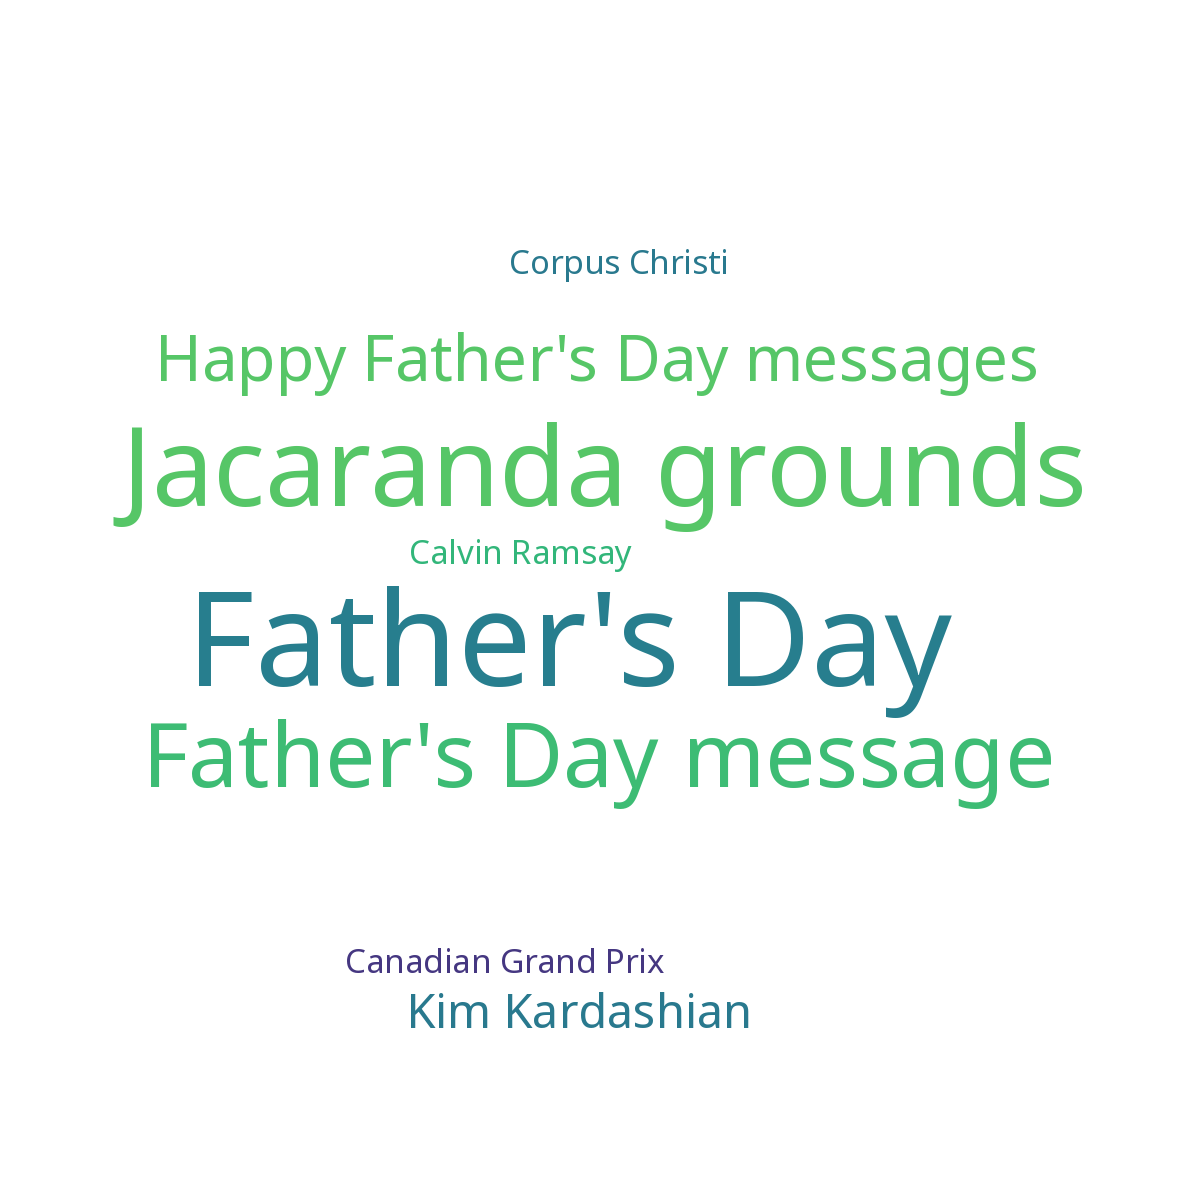 Corpus Christi
Happy Father's Day messages
Jacaranda grounds
Calvin Ramsay
Father's Day
Father's Day message
Canadian Grand Prix
Kim Kardashian